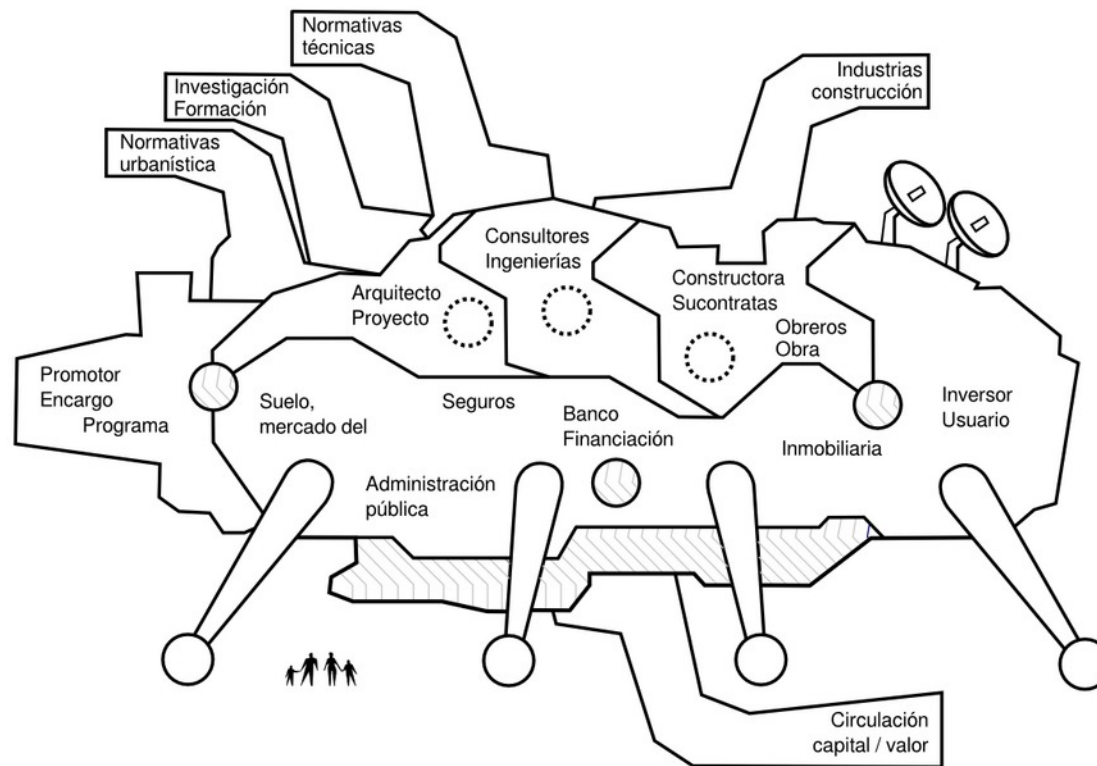 Normativas
técnicas
Industrias
construcción
Investigación
Formación
Normativas
urbanística
Consultores
Ingenierías
Arquitecto
Proyecto
Constructora
Sucontratas
Obreros
Obra
Promotor
Encargo
Programa
Suelo,
mercado del
Seguros
Banco
Financiación
Inmobiliaria
Inversor
Usuario
Administración
pública
Circulación
capital / valor